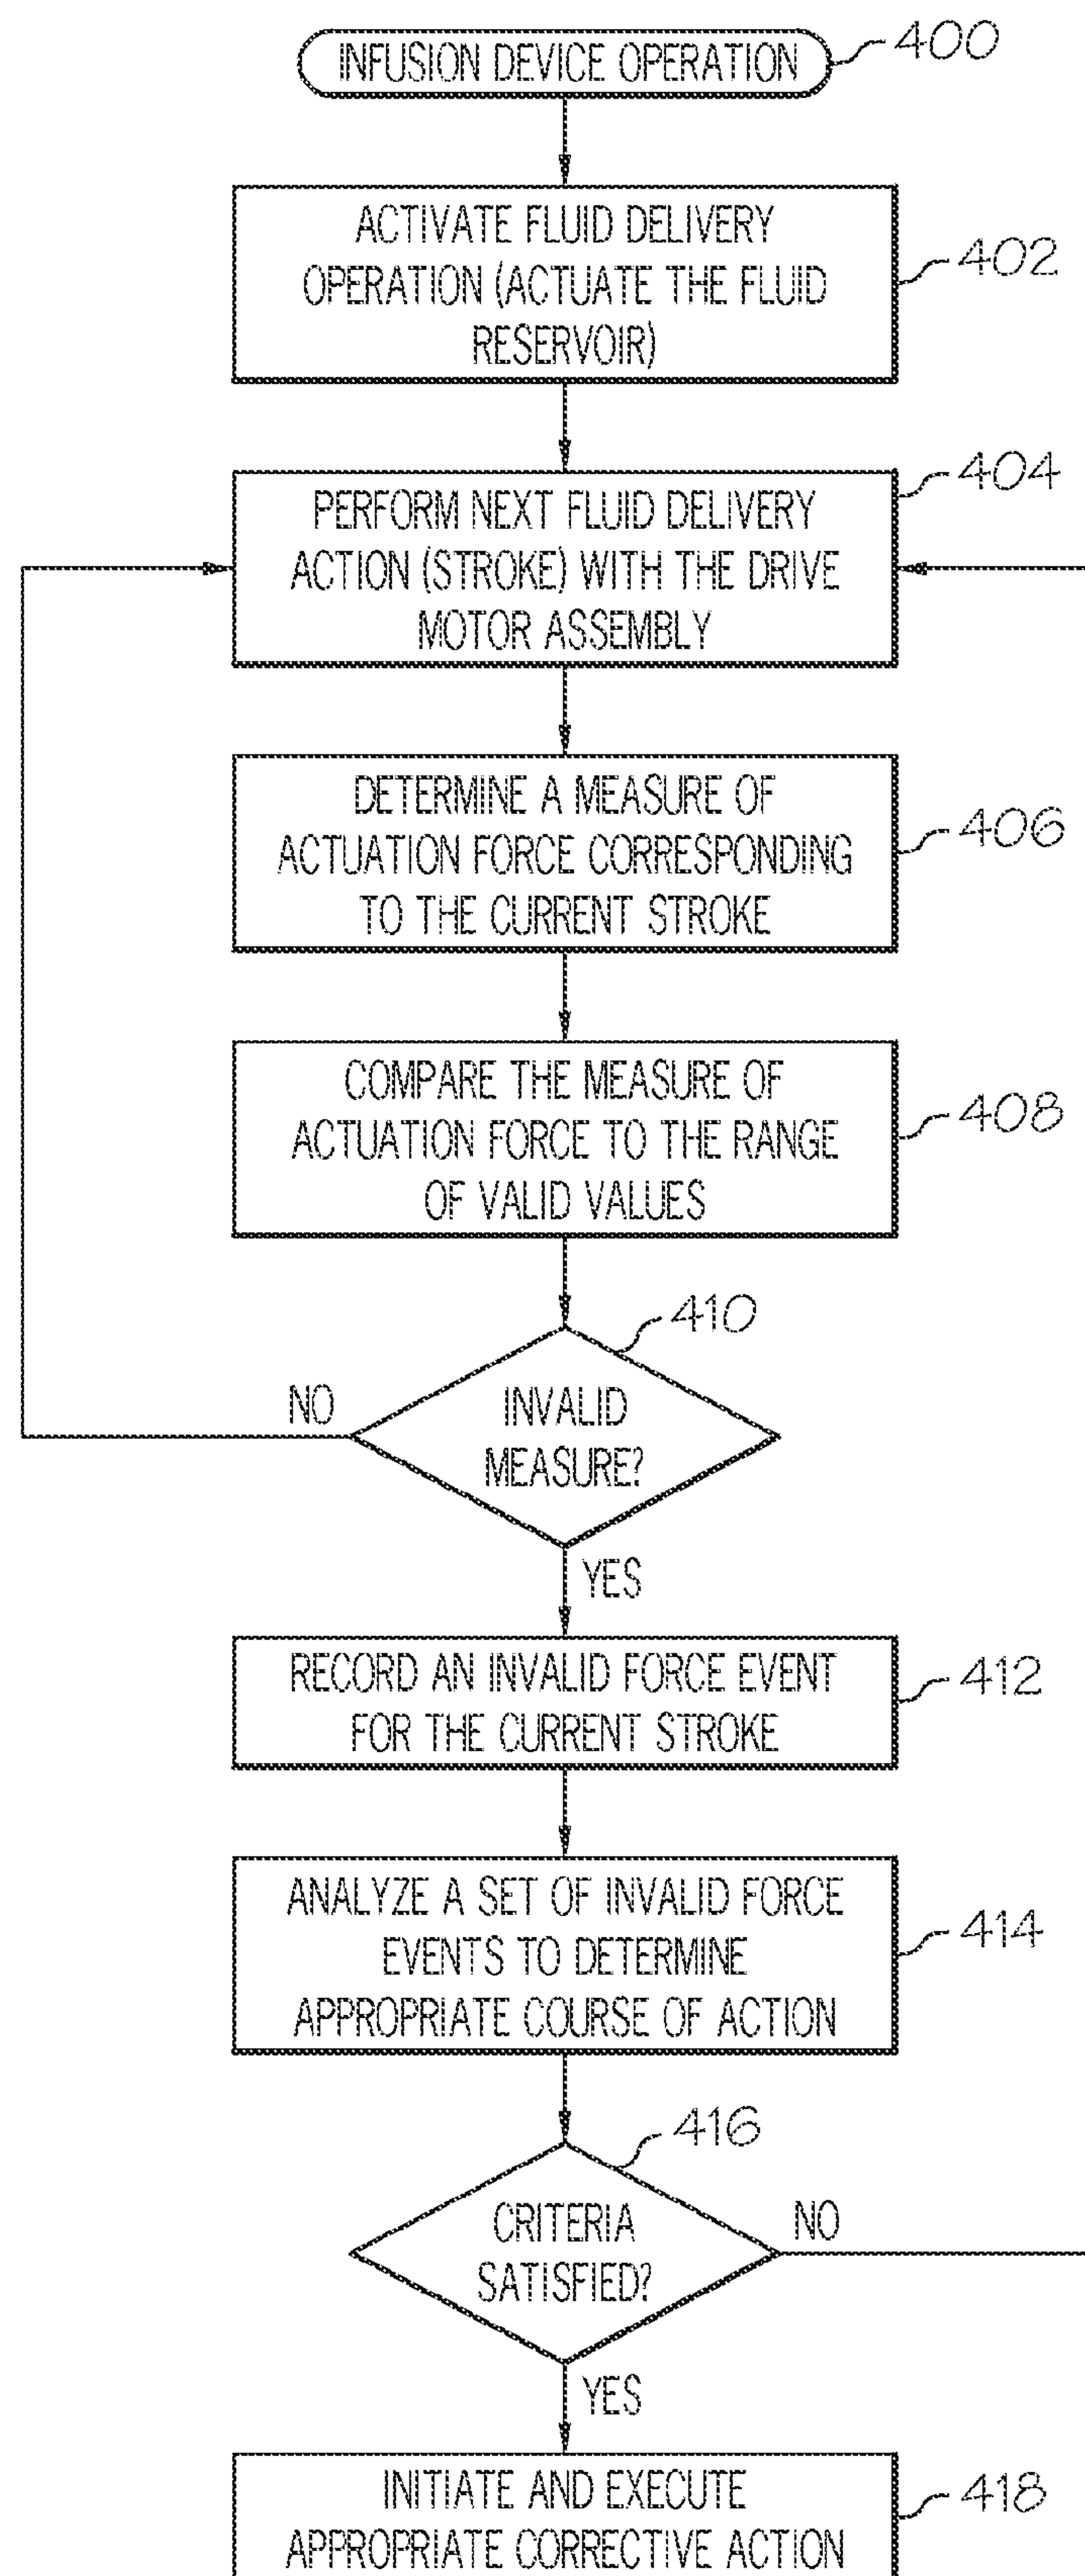 INFUSION DEVICE OPERATION
400
ACTIVATE FLUID DELIVERY
OPERATION (ACTUATE THE FLUID
RESERVOIR)
402
PERFORM NEXT FLUID DELIVERY
ACTION (STROKE) WITH THE DRIVE
MOTOR ASSEMBLY
404
DETERMINE A MEASURE OF
ACTUATION FORCE CORRESPONDING
TO THE CURRENT STROKE
406
COMPARE THE MEASURE OF
ACTUATION FORCE TO THE RANGE
OF VALID VALUES
408
410
INVALID
MEASURE?
NO
YES
RECORD AN INVALID FORCE EVENT
FOR THE CURRENT STROKE
412
ANALYZE A SET OF INVALID FORCE
EVENTS TO DETERMINE
APPROPRIATE COURSE OF ACTION
414
416
CRITERIA
SATISFIED?
NO
YES
INITIATE AND EXECUTE
APPROPRIATE CORRECTIVE ACTION
418